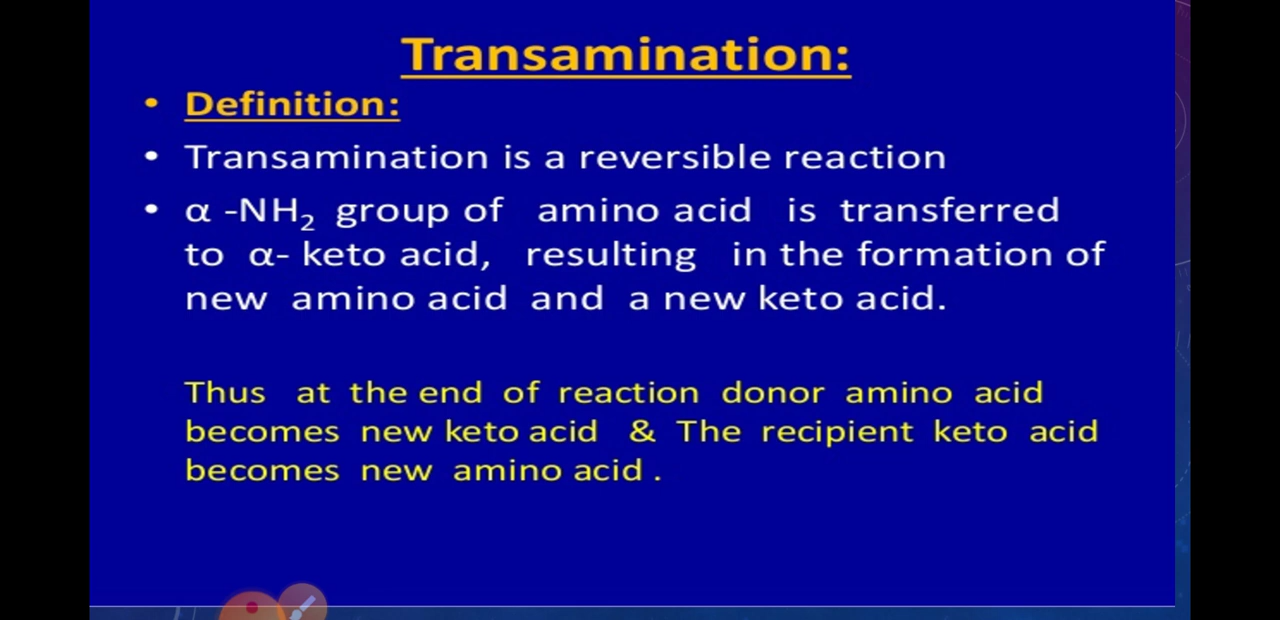 Transamination:
• Definition:
• Transamination is a reversible reaction
• α -NH₂ group of amino acid is transferred
to α- keto acid, resulting in the formation of
new amino acid and a new keto acid.
Thus at the end of reaction donor amino acid
becomes new keto acid & The recipient keto acid
becomes new amino acid .